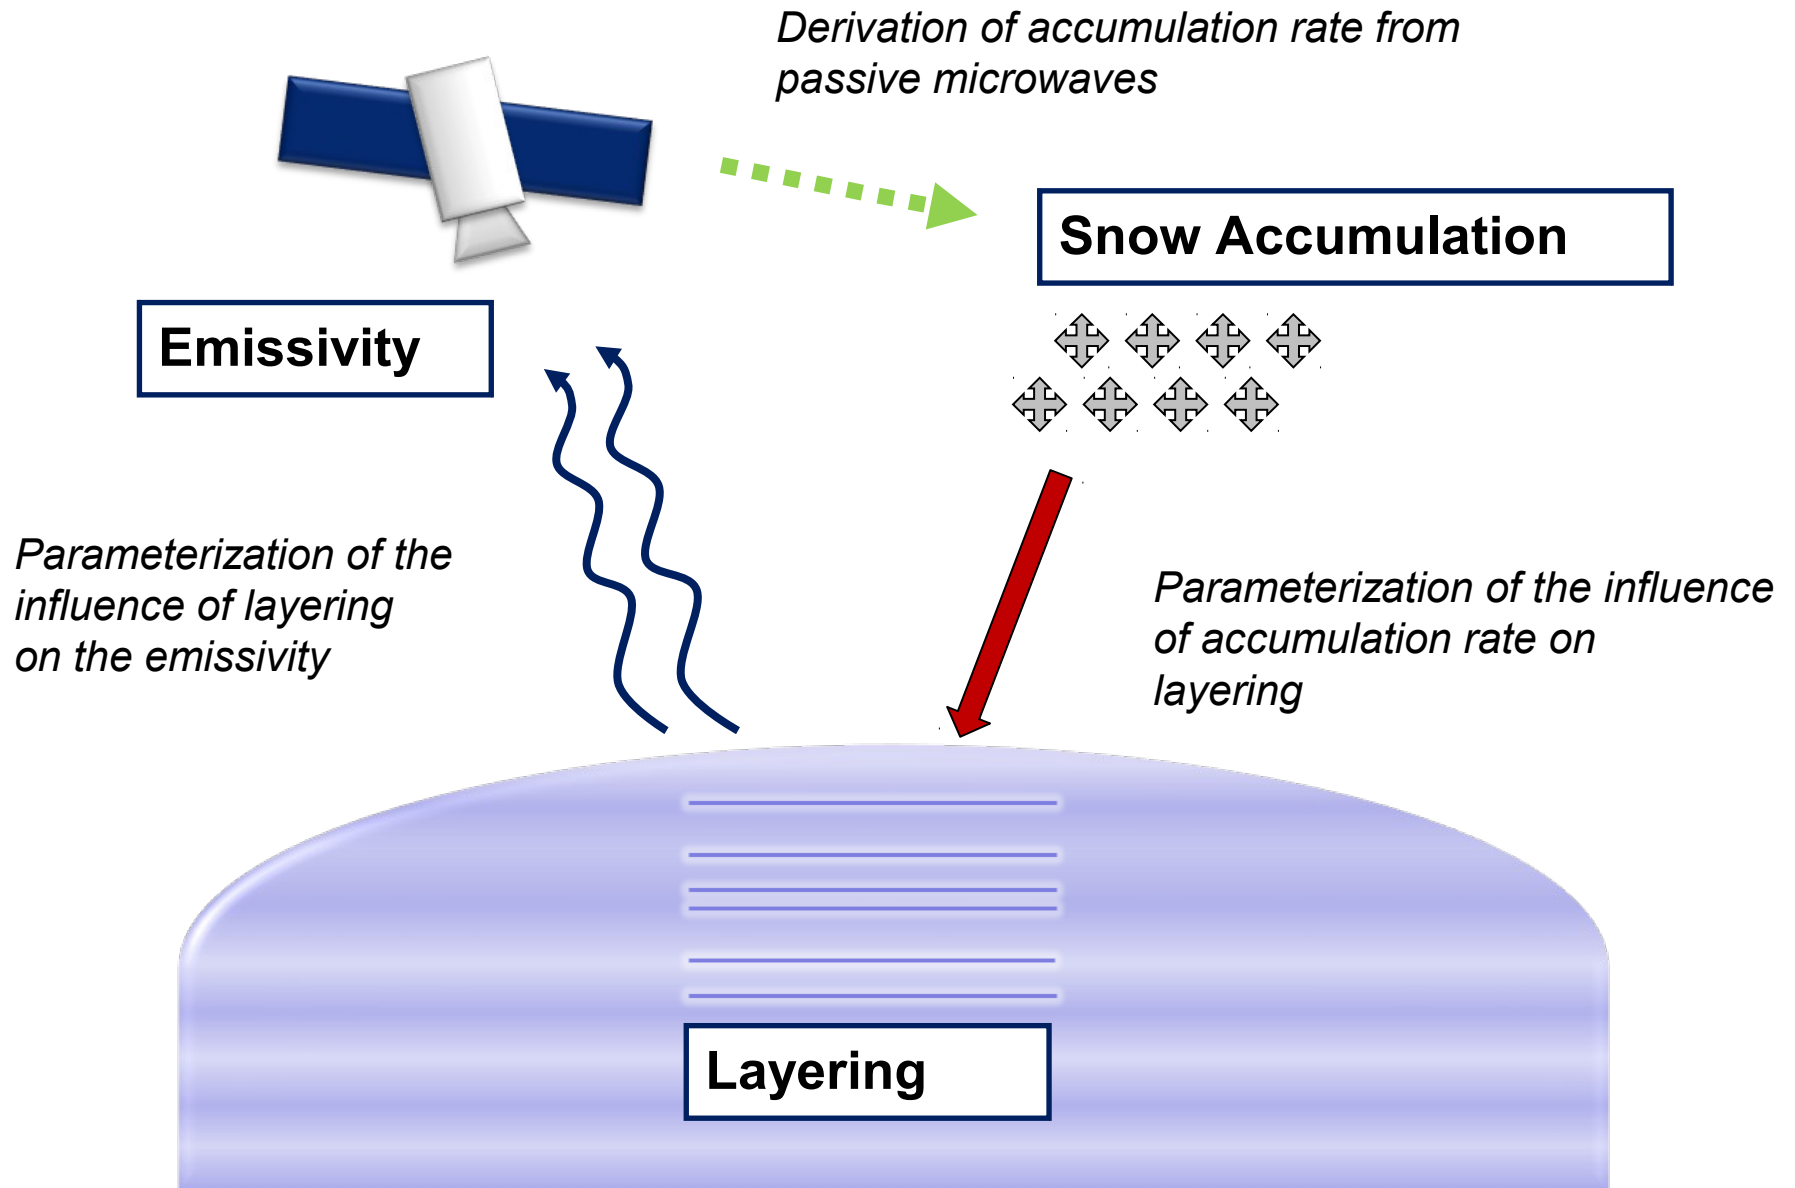 Derivation of accumulation rate from
passive microwaves
Snow Accumulation
Emissivity
Parameterization of the
influence of layering
on the emissivity
Parameterization of the influence
of accumulation rate on
layering
Layering